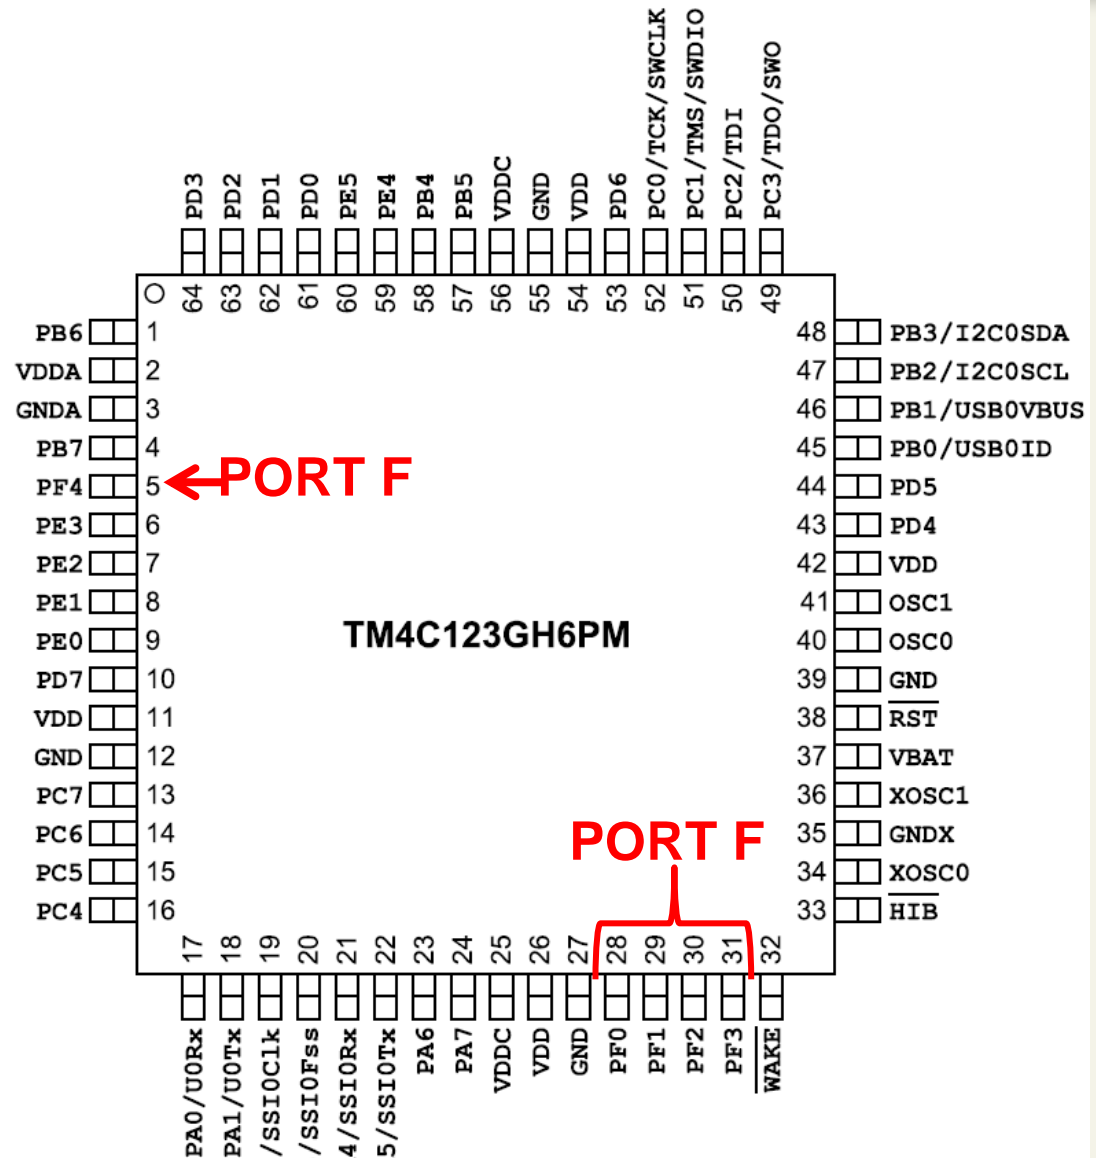 PD3
PD2
PD1
PD0
PE5
PE4
PB4
PB5
VDDC
GND
VDD
PD6
PC0/TCK/SWCLK
PC1/TMS/SWDIO
PC2/TDI
PC3/TDO/SWO
64
63
62
61
60
59
58
57
56
55
54
53
52
51
50
49
PB6 1
VDDA 2
GNDA 3
PB7 4
PF4 5
PE3 6
PE2 7
PE1 8
PE0 9
PD7 10
VDD 11
GND 12
PC7 13
PC6 14
PC5 15
PC4 16
PORT F
TM4C123GH6PM
PORT F
48 PB3/I2C0SDA
47 PB2/I2C0SCL
46 PB1/USB0VBUS
45 PB0/USB0ID
44 PD5
43 PD4
42 VDD
41 OSC1
40 OSC0
39 GND
38 RST
37 VBAT
36 XOSC1
35 GNDX
34 XOSC0
33 HIB
17
18
19
20
21
22
23
24
25
26
27
28
29
30
31
32
PA0/U0Rx
PA1/U0Tx
/SSI0Clk
/SSI0Fss
4/SSI0Rx
5/SSI0Tx
PA6
PA7
VDDC
VDD
GND
PF0
PF1
PF2
PF3
WAKE